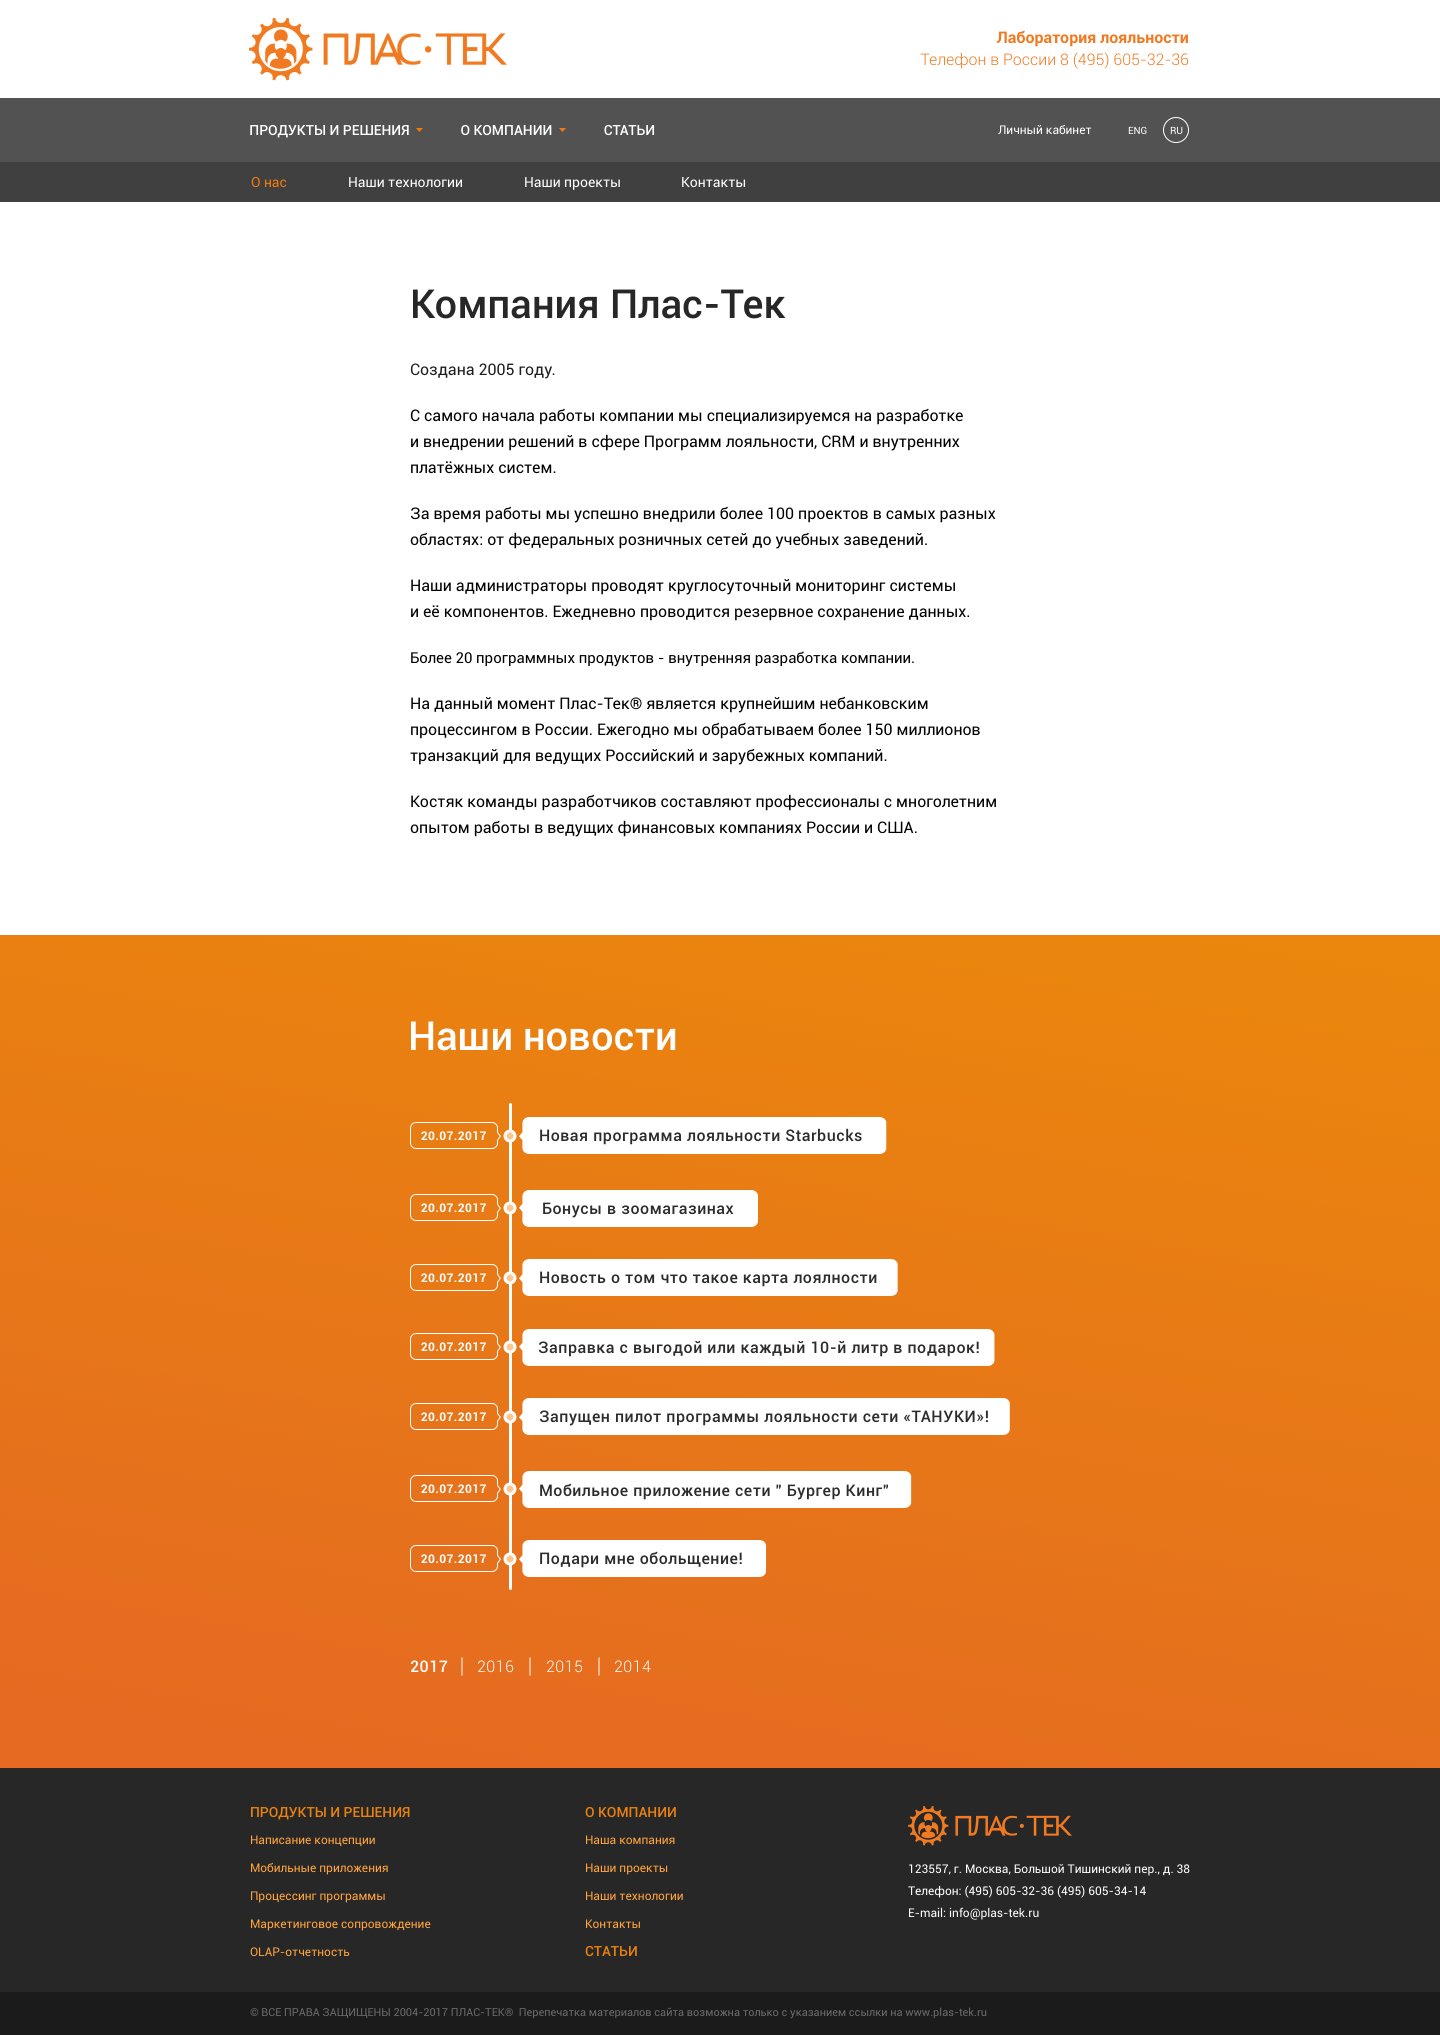 ПЛАС·ТЕК
Лаборатория лояльности
Телефон в России 8 (495) 605-32-36
ПРОДУКТЫ И РЕШЕНИЯ
О КОМПАНИИ
СТАТЬИ
Личный кабинет
ENG
RU
О нас
Наши технологии
Наши проекты
Контакты
Компания Плас-Тек
Создана 2005 году.
С самого начала работы компании мы специализируемся на разработке
и внедрении решений в сфере Программ лояльности, CRM и внутренних
платёжных систем.
За время работы мы успешно внедрили более 100 проектов в самых разных
областях: от федеральных розничных сетей до учебных заведений.
Наши администраторы проводят круглосуточный мониторинг системы
и её компонентов. Ежедневно проводится резервное сохранение данных.
Более 20 программных продуктов - внутренняя разработка компании.
На данный момент Плас-Тек® является крупнейшим небанковским
процессингом в России. Ежегодно мы обрабатываем более 150 миллионов
транзакций для ведущих Российский и зарубежных компаний.
Костяк команды разработчиков составляют профессионалы с многолетним
опытом работы в ведущих финансовых компаниях России и США.
Наши новости
20.07.2017 Новая программа лояльности Starbucks
20.07.2017 Бонусы в зоомагазинах
20.07.2017 Новость о том что такое карта лоялности
20.07.2017 Заправка с выгодой или каждый 10-й литр в подарок!
20.07.2017 Запущен пилот программы лояльности сети «ТАНУКИ»!
20.07.2017 Мобильное приложение сети " Бургер Кинг"
20.07.2017 Подари мне обольщение!
2017 | 2016 | 2015 | 2014
ПРОДУКТЫ И РЕШЕНИЯ
Написание концепции
Мобильные приложения
Процессинг программы
Маркетинговое сопровождение
OLAP-отчетность
О КОМПАНИИ
Наша компания
Наши проекты
Наши технологии
Контакты
СТАТЬИ
ПЛАС·ТЕК
123557, г. Москва, Большой Тишинский пер., д. 38
Телефон: (495) 605-32-36 (495) 605-34-14
E-mail: info@plas-tek.ru
© ВСЕ ПРАВА ЗАЩИЩЕНЫ 2004-2017 ПЛАС-ТЕК® Перепечатка материалов сайта возможна только с указанием ссылки на www.plas-tek.ru